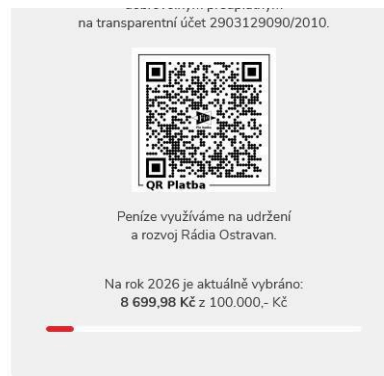 na transparentní účet 2903129090/2010.
QR Platba
Peníze využíváme na udržení
a rozvoj Rádia Ostravan.
Na rok 2026 je aktuálně vybráno:
8 699,98 Kč z 100.000,- Kč